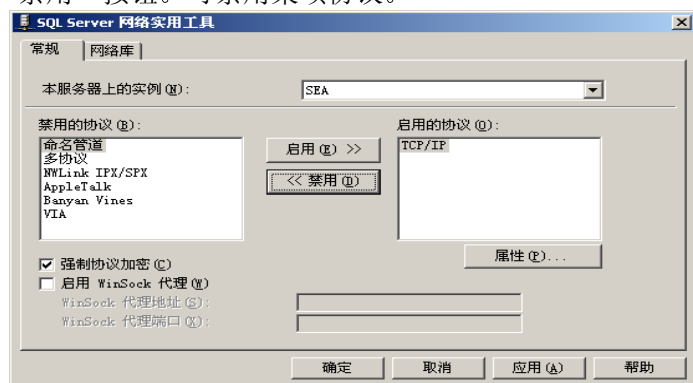 SQL Server 网络实用工具
常规 网络库
本服务器上的实例(N): SEA
禁用的协议(B): 启用的协议(O):
命名管道
多协议
NWLink IPX/SPX
AppleTalk
Banyan Vines
VIA
启用(E) >>
<< 禁用(D)
TCP/IP
属性(P)...
强制协议加密(C)
启用 WinSock 代理(W)
WinSock 代理地址(S):
WinSock 代理端口(X):
确定 取消 应用(A) 帮助